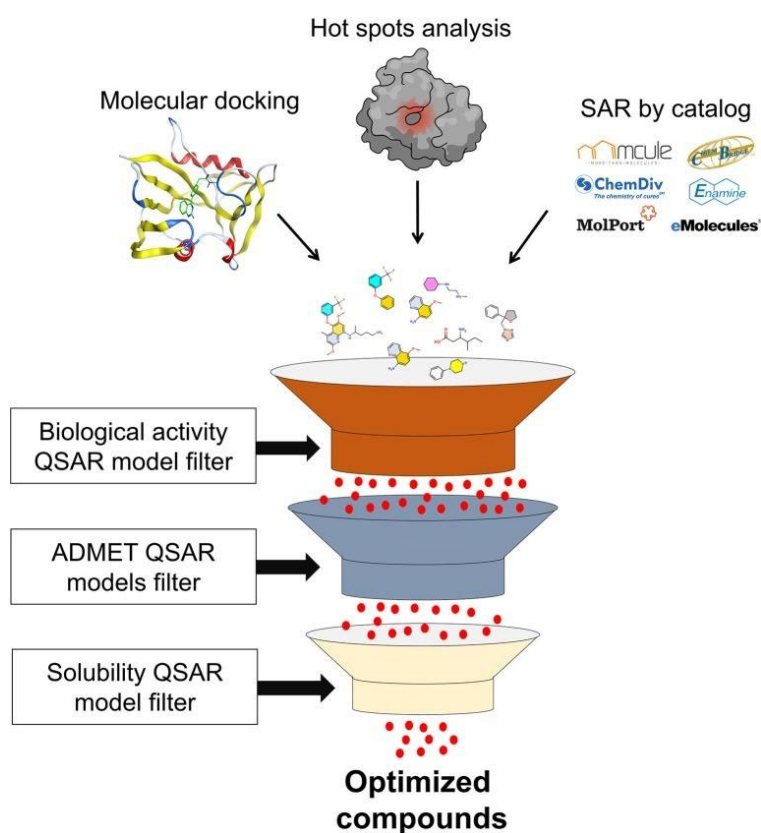 Hot spots analysis
Molecular docking
SAR by catalog
mcule
ChemDiv
The chemistry of cures
Enamine
MolPort
eMolecules
Biological activity
QSAR model filter
ADMET QSAR
models filter
Solubility QSAR
model filter
Optimized
compounds